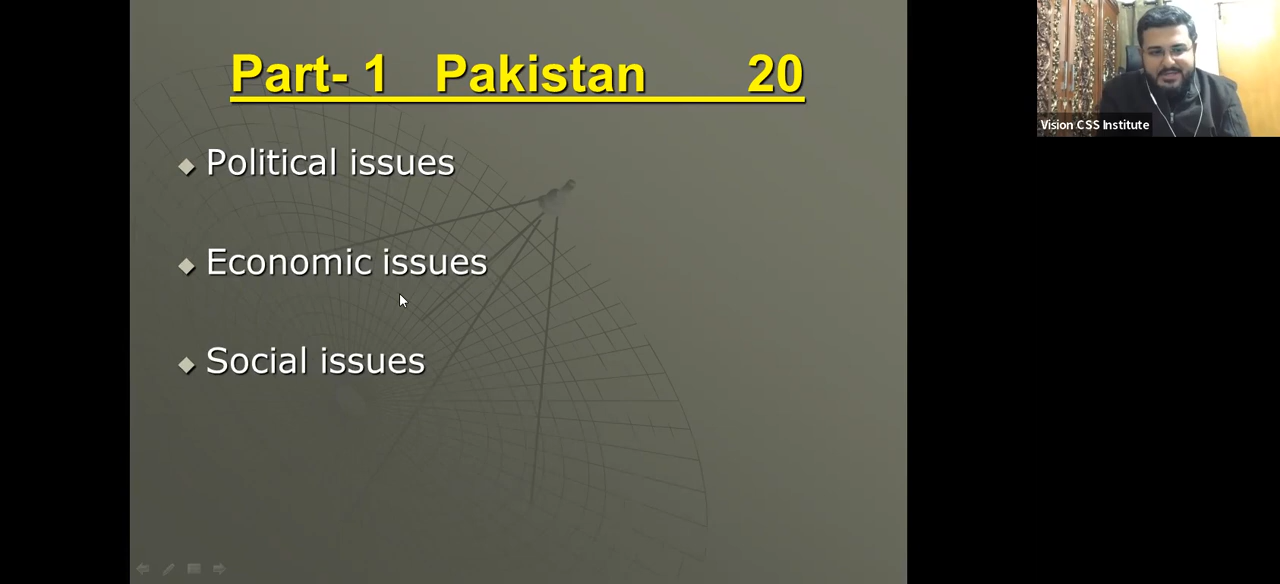 Part- 1 Pakistan 20
Political issues
Economic issues
Social issues
Vision CSS Institute